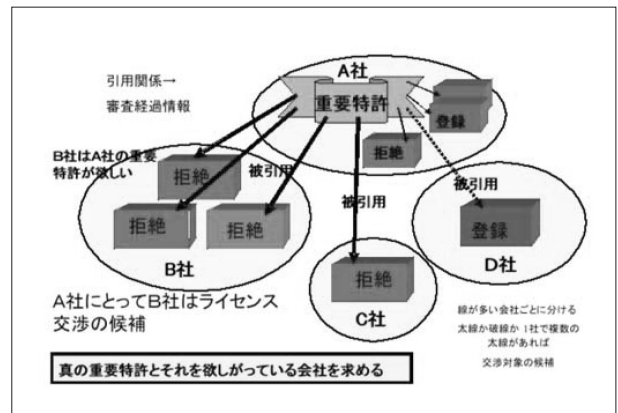 引用関係→
審査経過情報
A社
重要特許
登録
拒絶
B社はA社の重要
特許が欲しい
被引用
拒絶
拒絶
拒絶
B社
被引用
拒絶
C社
被引用
登録
D社
A社にとってB社はライセンス
交渉の候補
線が多い会社ごとに分ける
太線か破線か 1社で複数の
太線があれば
交渉対象の候補
真の重要特許とそれを欲しがっている会社を求める